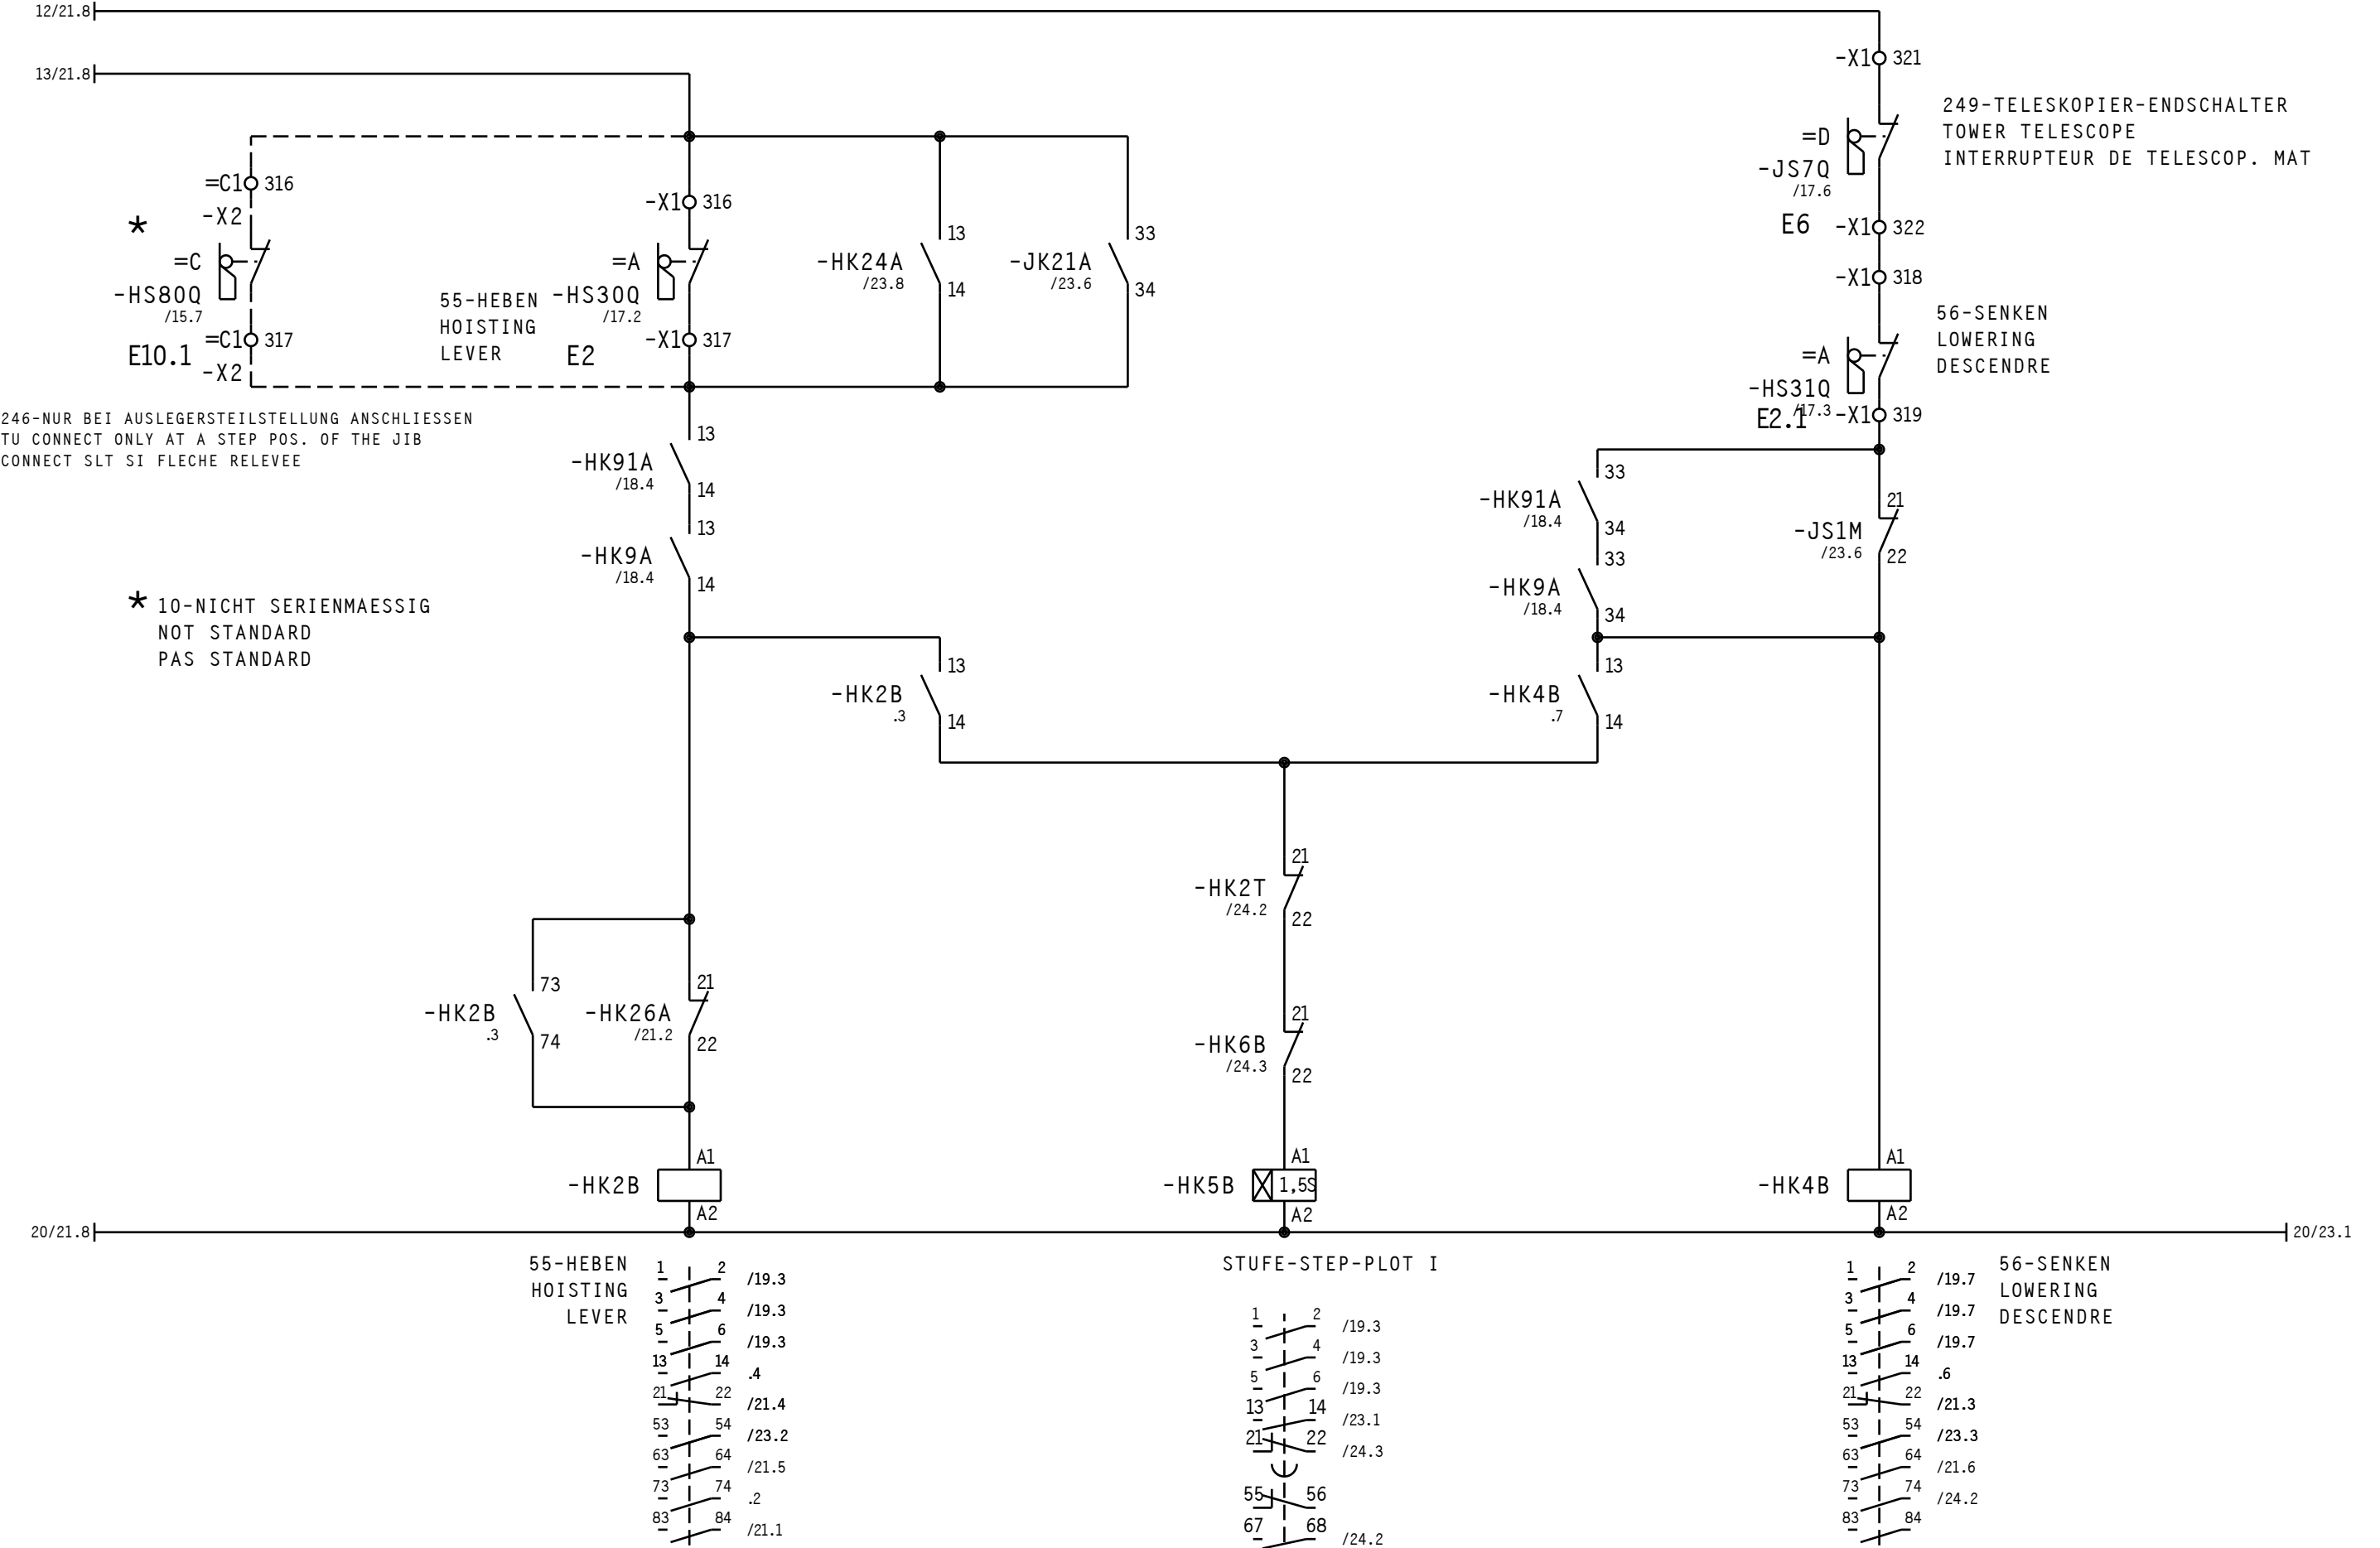 12/21.8
13/21.8
-X1 321
249-TELESKOPIER-ENDSCHALTER
TOWER TELESCOPE
INTERRUPTEUR DE TELESCOP. MAT
=D
-JS7Q
/17.6
E6 -X1 322
-X1 318
56-SENKEN
LOWERING
DESCENDRE
=A
-HS31Q
/17.3
E2.1 -X1 319
=C1 316
-X2
*
=C
-HS80Q
/15.7
=C1 317
E10.1
-X2
-X1 316
=A
-HS30Q
/17.2
55-HEBEN
HOISTING
LEVER
E2
-X1 317
13
-HK24A
/23.8
14
33
-JK21A
/23.6
34
246-NUR BEI AUSLEGERSTEILSTELLUNG ANSCHLIESSEN
TU CONNECT ONLY AT A STEP POS. OF THE JIB
CONNECT SLT SI FLECHE RELEVEE
13
-HK91A
/18.4
14
13
-HK9A
/18.4
14
* 10-NICHT SERIENMAESSIG
NOT STANDARD
PAS STANDARD
33
-HK91A
/18.4
34
33
-HK9A
/18.4
34
21
-JS1M
/23.6
22
13
-HK2B
.3
14
13
-HK4B
.7
14
21
-HK2T
/24.2
22
73
-HK2B
.3
74
21
-HK26A
/21.2
22
21
-HK6B
/24.3
22
A1
-HK2B
A2
A1
-HK5B 1,5S
A2
A1
-HK4B
A2
20/21.8
20/23.1
55-HEBEN
HOISTING
LEVER
1 2 /19.3
3 4 /19.3
5 6 /19.3
13 14 .4
21 22 /21.4
53 54 /23.2
63 64 /21.5
73 74 .2
83 84 /21.1
STUFE-STEP-PLOT I
1 2 /19.3
3 4 /19.3
5 6 /19.3
13 14 /23.1
21 22 /24.3
55 56
67 68 /24.2
56-SENKEN
LOWERING
DESCENDRE
1 2 /19.7
3 4 /19.7
5 6 /19.7
13 14 .6
21 22 /21.3
53 54 /23.3
63 64 /21.6
73 74 /24.2
83 84